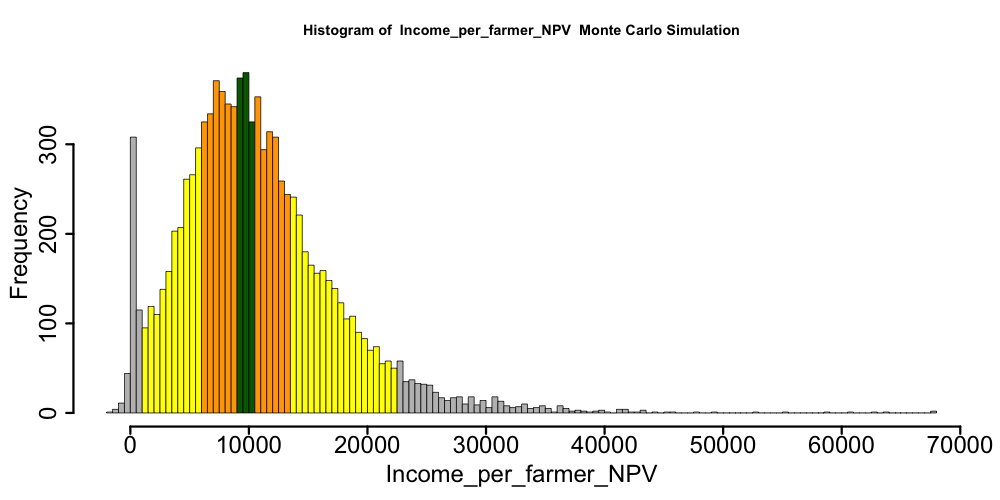 Histogram of Income_per_farmer_NPV Monte Carlo Simulation
Frequency
300
200
100
0
0 10000 20000 30000 40000 50000 60000 70000
Income_per_farmer_NPV